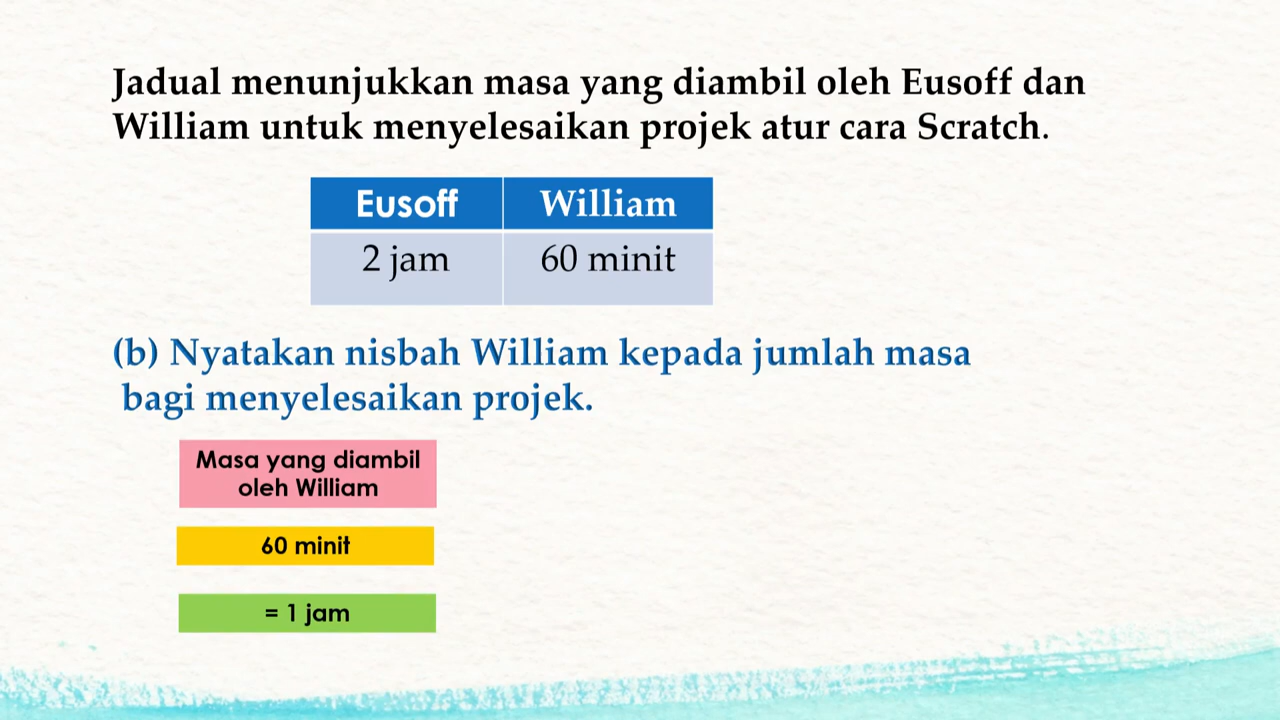 Jadual menunjukkan masa yang diambil oleh Eusoff dan
William untuk menyelesaikan projek atur cara Scratch.
Eusoff William
2 jam 60 minit
(b) Nyatakan nisbah William kepada jumlah masa
bagi menyelesaikan projek.
Masa yang diambil
oleh William
60 minit
= 1 jam